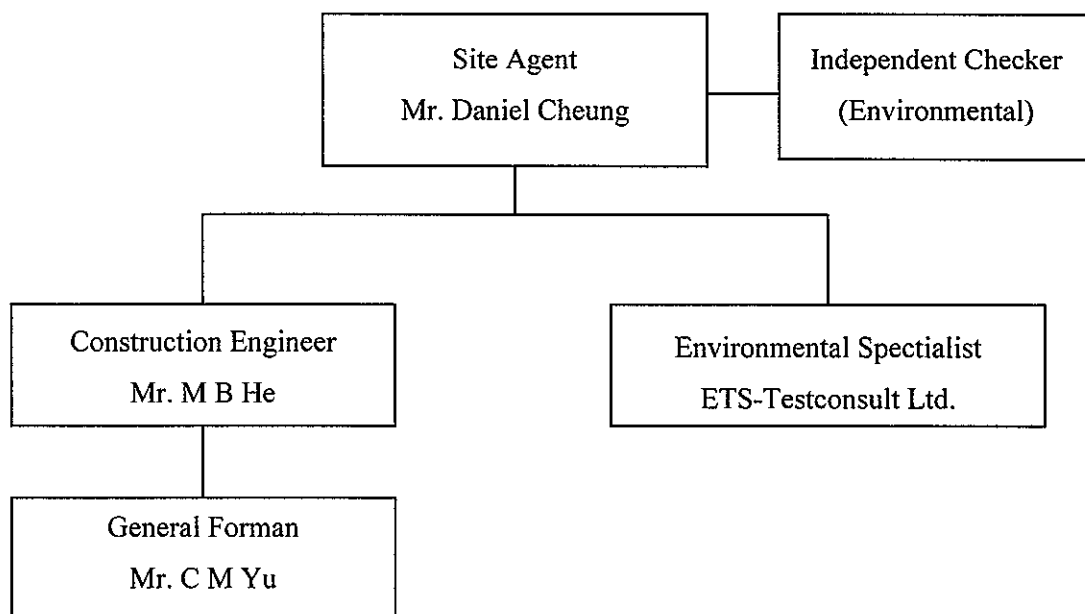 Site Agent
Mr. Daniel Cheung
Independent Checker
(Environmental)
Construction Engineer
Mr. M B He
Environmental Spectialist
ETS-Testconsult Ltd.
General Forman
Mr. C M Yu